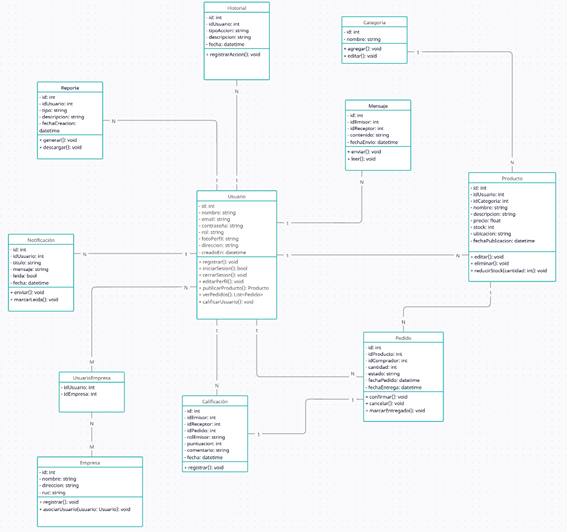 Historial
- id: int
- idUsuario: int
- tipoAccion: string
- descripcion: string
- fecha: datetime
+ registrarAccion(): void
Categoria
- id: int
- nombre: string
+ agregar(): void
+ editar(): void
1
Reporte
- id: int
- idUsuario: int
- tipo: string
- descripcion: string
- fechaCreacion:
datetime
+ generar(): void
+ descargar(): void
N
N
Mensaje
- id: int
- idEmisor: int
- idReceptor: int
- contenido: string
- fechaEnvio: datetime
+ enviar(): void
+ leer(): void
N
N
1
1
Producto
- id: int
- idUsuario: int
- idCategoria: int
- nombre: string
- descripcion: string
- precio: float
- stock: int
- ubicacion: string
- fechaPublicacion: datetime
+ editar(): void
+ eliminar(): void
+ reducirStock(cantidad: int): void
Usuario
- id: int
- nombre: string
- email: string
- contraseña: string
- rol: string
- fotoPerfil: string
- direccion: string
- creadoEn: datetime
+ registrar(): void
+ iniciarSesion(): bool
+ cerrarSesion(): void
+ editarPerfil(): void
+ publicarProducto(): Producto
+ verPedidos(): List<Pedido>
+ calificarUsuario(): void
1
Notificación
- id: int
- idUsuario: int
- titulo: string
- mensaje: string
- leida: bool
- fecha: datetime
+ enviar(): void
+ marcarLeida(): void
N
1
1
N
N
1
1
1
N
Pedido
- id: int
- idProducto: int
- idComprador: int
- cantidad: int
- estado: string
- fechaPedido: datetime
- fechaEntrega: datetime
+ confirmar(): void
+ cancelar(): void
+ marcarEntregado(): void
M
N
N
UsuarioEmpresa
- idUsuario: int
- idEmpresa: int
Calificación
- id: int
- idEmisor: int
- idReceptor: int
- idPedido: int
- rolEmisor: string
- puntuacion: int
- comentario: string
- fecha: datetime
+ registrar(): void
1
1
N
M
Empresa
- id: int
- nombre: string
- direccion: string
- ruc: string
+ registrar(): void
+ asociarUsuario(usuario: Usuario): void